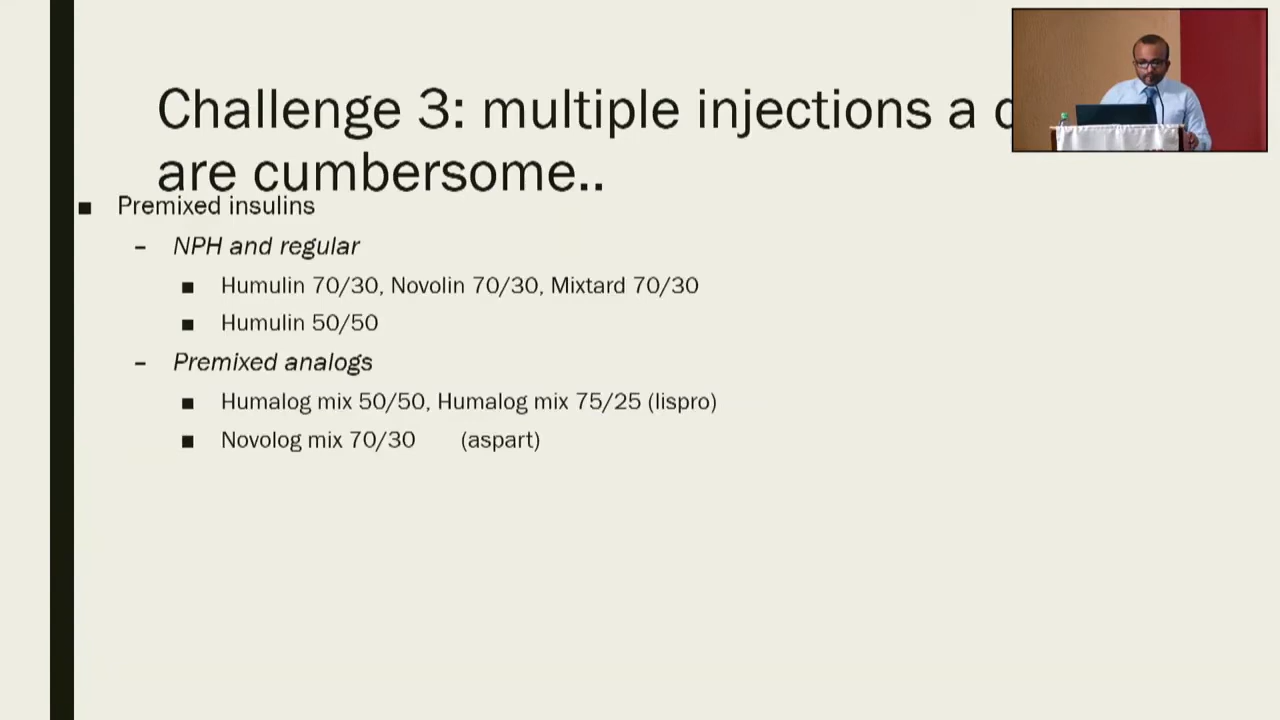 Challenge 3: multiple injections a
are cumbersome..
■ Premixed insulins
– NPH and regular
■ Humulin 70/30, Novolin 70/30, Mixtard 70/30
■ Humulin 50/50
– Premixed analogs
■ Humalog mix 50/50, Humalog mix 75/25 (lispro)
■ Novolog mix 70/30 (aspart)